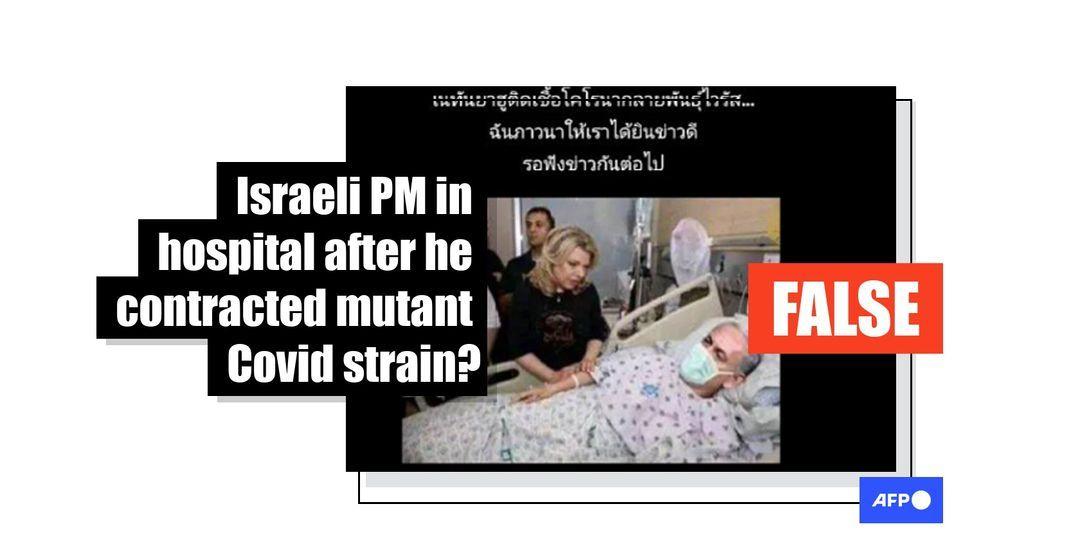 เนทันยาฮูติดเชื้อโคโรนากลายพันธุ์ไวรัส...
ฉันภาวนาให้เราได้ยินข่าวดี
รอฟังข่าวกันต่อไป
Israeli PM in
hospital after he
contracted mutant
Covid strain?
FALSE
AFP